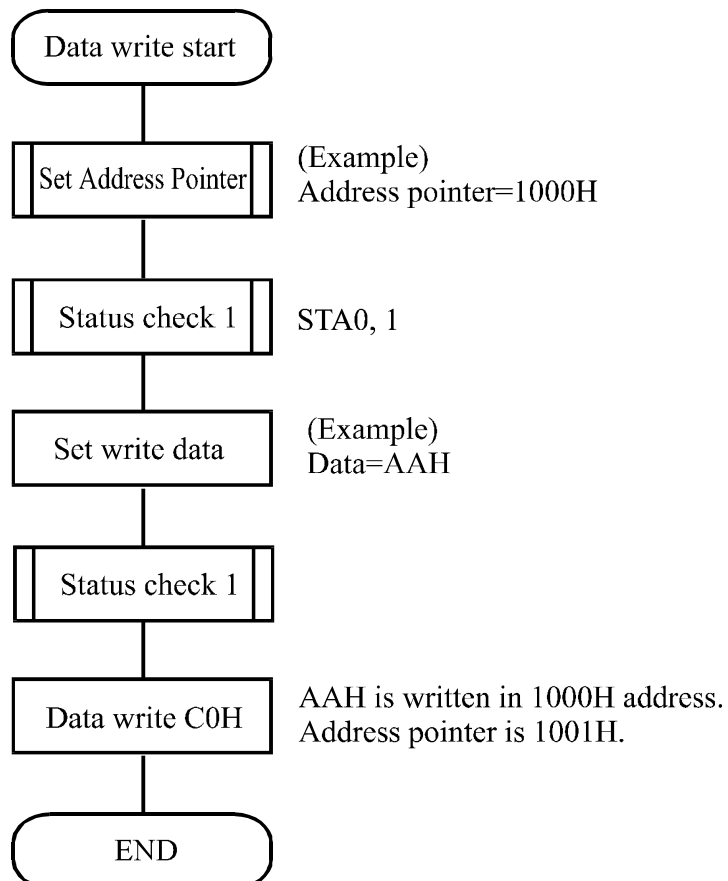 Data write start
(Example)
Set Address Pointer
Address pointer=1000H
Status check 1
STA0, 1
(Example)
Set write data
Data=AAH
Status check 1
AAH is written in 1000H address.
Data write C0H
Address pointer is 1001H.
END